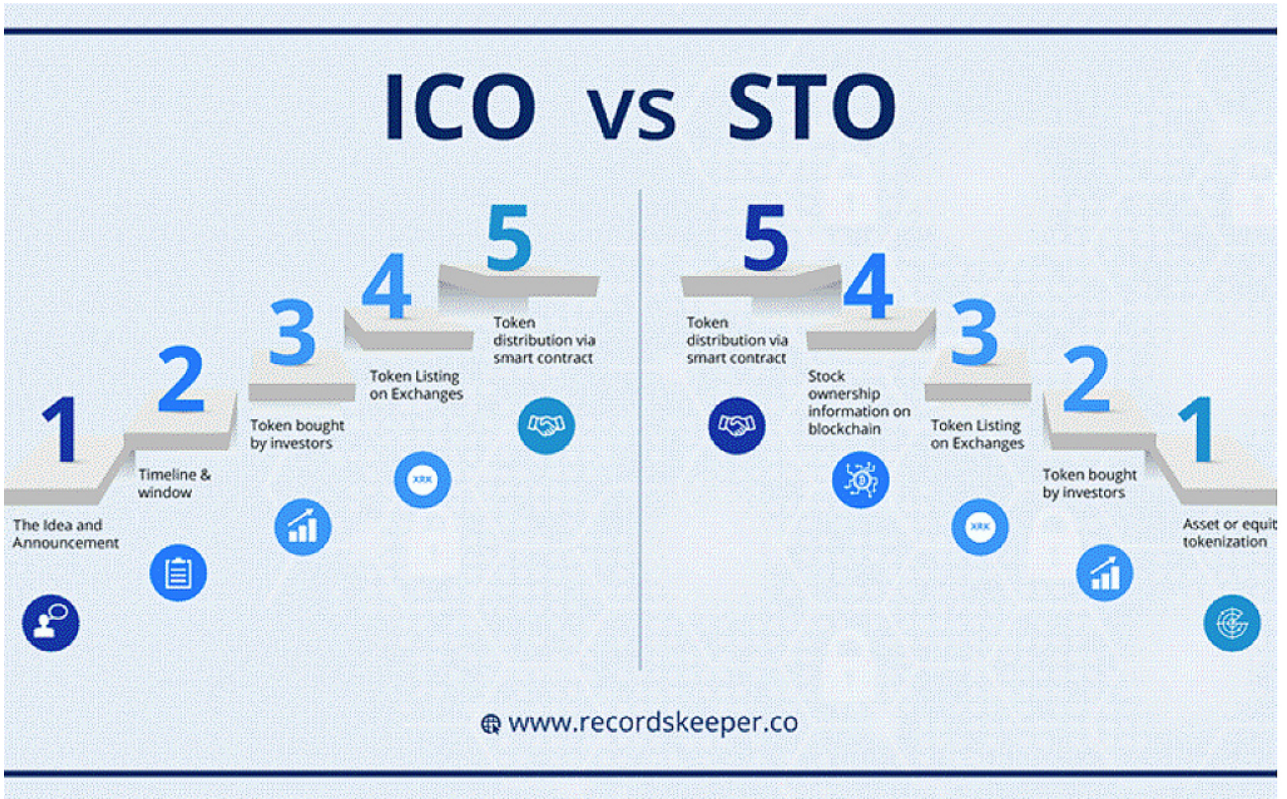 ICO vs STO
1
The Idea and
Announcement
2
Timeline &
window
3
Token bought
by investors
4
Token Listing
on Exchanges
XRK
5
Token
distribution via
smart contract
5
Token
distribution via
smart contract
4
Stock
ownership
information on
blockchain
3
Token Listing
on Exchanges
XRK
2
Token bought
by investors
1
Asset or equit
tokenization
www.recordskeeper.co